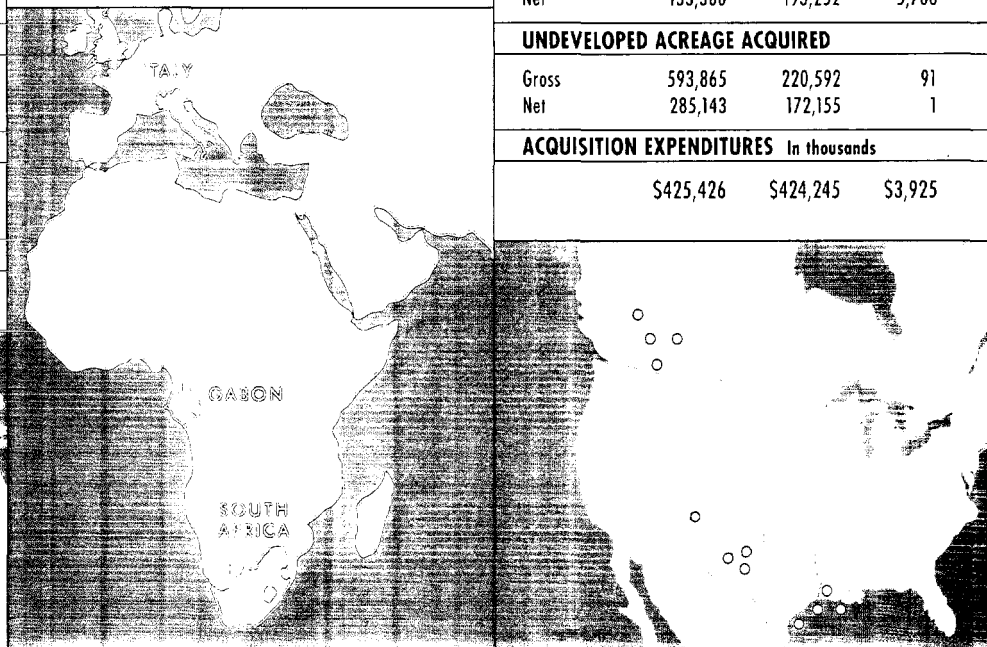 UNDEVELOPED ACREAGE ACQUIRED
Gross 593,865 220,592 91
Net 285,143 172,155 1
ACQUISITION EXPENDITURES In thousands
$425,426 $424,245 $3,925
TALY
GABON
SOUTH
AFRICA